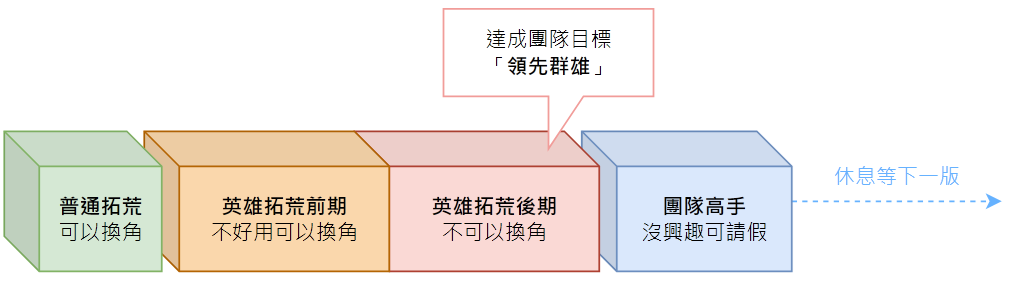 達成團隊目標
「領先群雄」
普通拓荒
可以換角
英雄拓荒前期
不好用可以換角
英雄拓荒後期
不可以換角
團隊高手
沒興趣可請假
休息等下一版